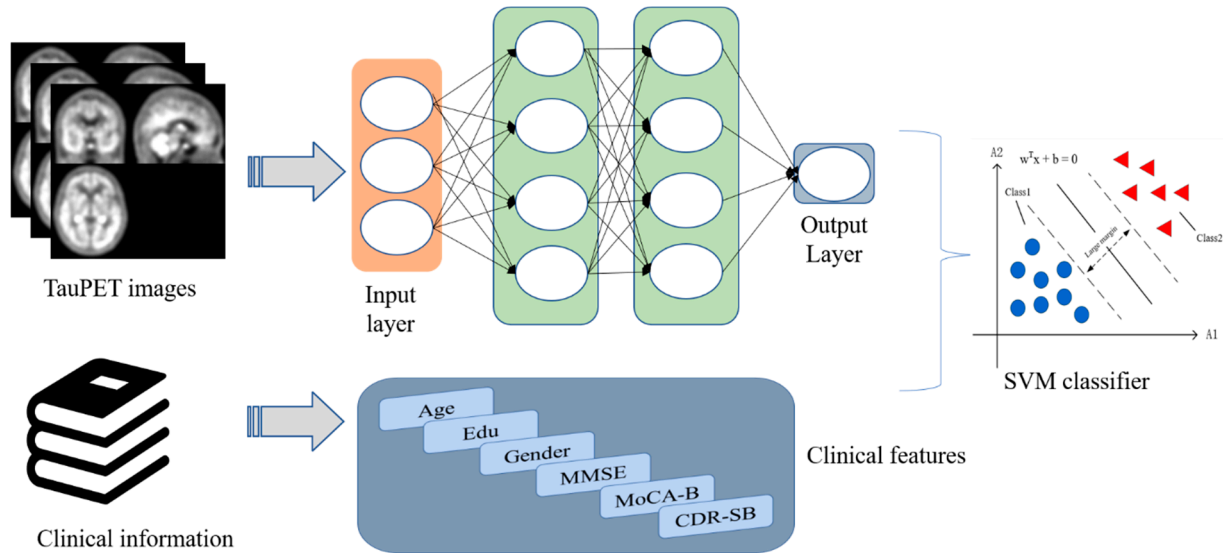 TauPET images
Input
layer
Output
Layer
A2
wᵀx + b = 0
Class1
Large margin
Class2
A1
SVM classifier
Clinical information
Age
Edu
Gender
MMSE
MoCA-B
CDR-SB
Clinical features